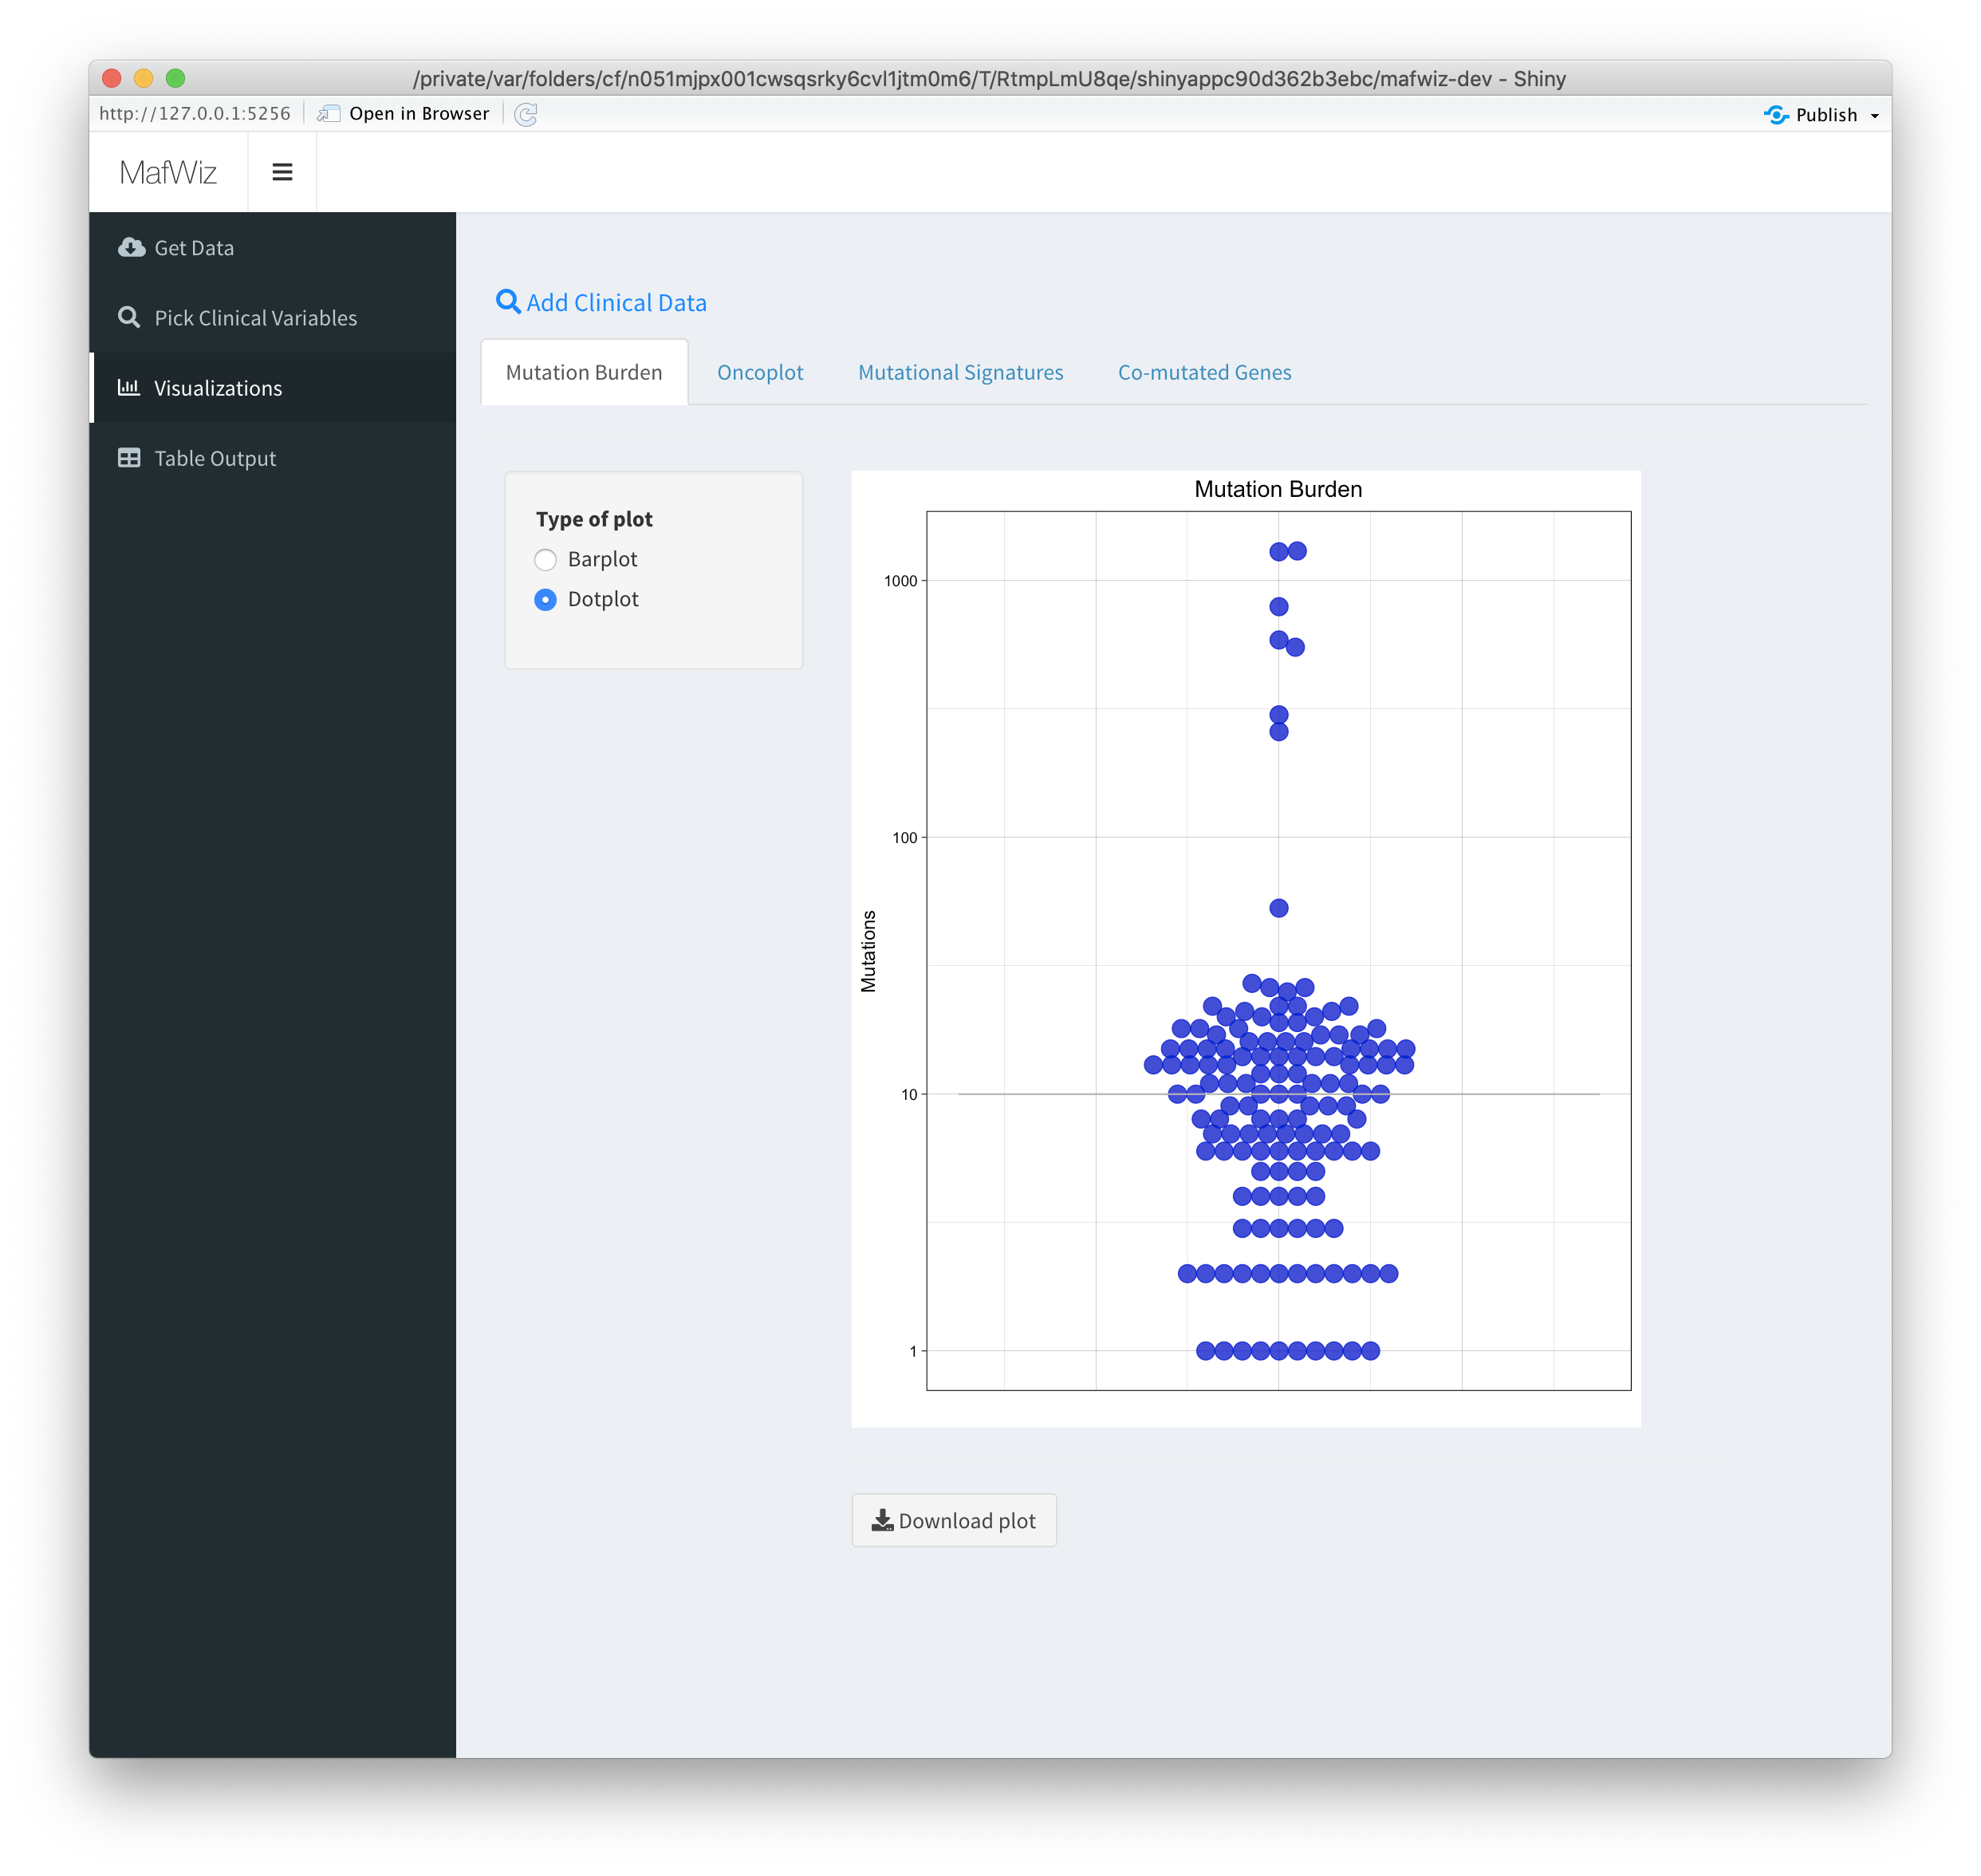 /private/var/folders/cf/n051mjpx001cwsqsrky6cvl1jtm0m6/T/RtmpLmU8qe/shinyappc90d362b3ebc/mafwiz-dev - Shiny
http://127.0.0.1:5256 Open in Browser Publish
MafWiz
Get Data
Pick Clinical Variables
Visualizations
Table Output
Add Clinical Data
Mutation Burden Oncoplot Mutational Signatures Co-mutated Genes
Type of plot
Barplot
Dotplot
Mutation Burden
1000
100
Mutations
10
1
Download plot